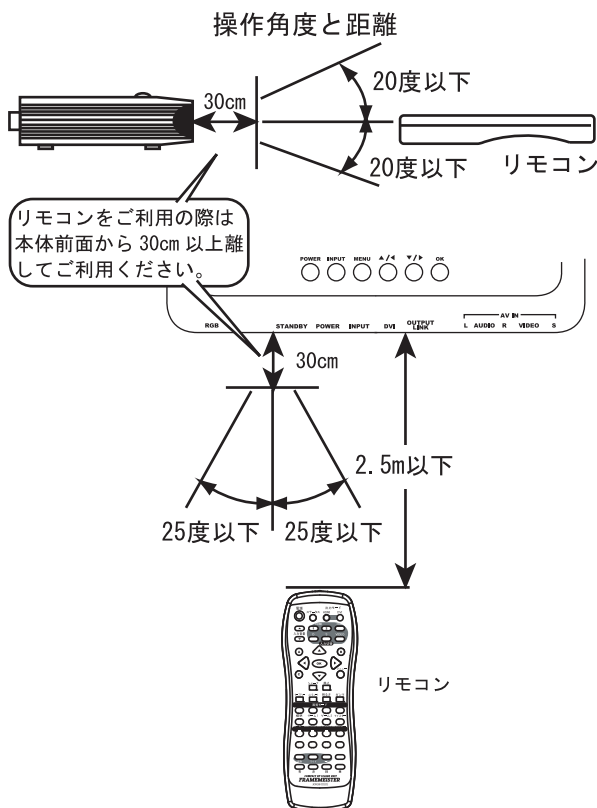 操作角度と距離
30cm
20度以下
20度以下
リモコン
リモコンをご利用の際は
本体前面から 30cm 以上離
してご利用ください。
POWER INPUT MENU ▲/◀ ▼/▶ OK
AV IN
RGB STANDBY POWER INPUT DVI OUTPUT LINK L AUDIO R VIDEO S
30cm
2.5m以下
25度以下 25度以下
リモコン
FRAMEMEISTER